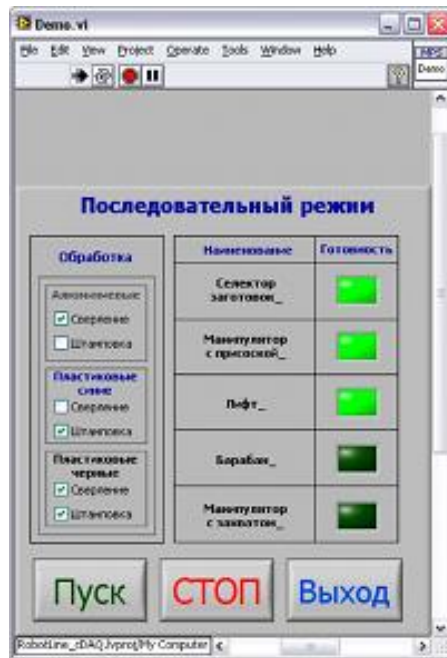 Demo.vi
File Edit View Project Operate Tools Window Help
MPS
Demo
Последовательный режим
Обработка
Алюминиевые
Сверление
Штамповка
Пластиковые
синие
Сверление
Штамповка
Пластиковые
черные
Сверление
Штамповка
Наименование Готовность
Селектор
заготовок_
Манипулятор
с присоской_
Лифт_
Барабан_
Манипулятор
с захватом_
Пуск СТОП Выход
RobotLine_cDAQ.lvproj/My Computer